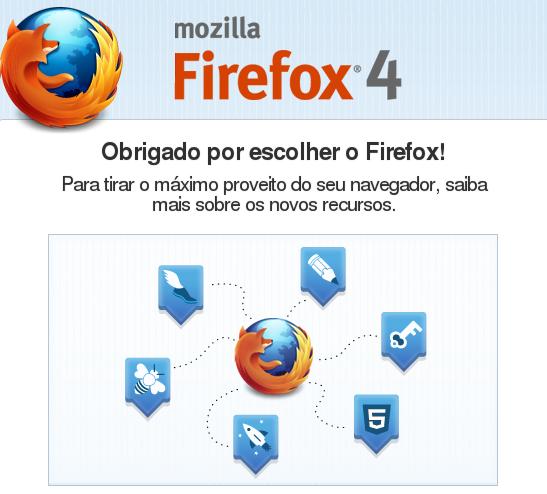 mozilla
Firefox® 4
Obrigado por escolher o Firefox!
Para tirar o máximo proveito do seu navegador, saiba
mais sobre os novos recursos.
5